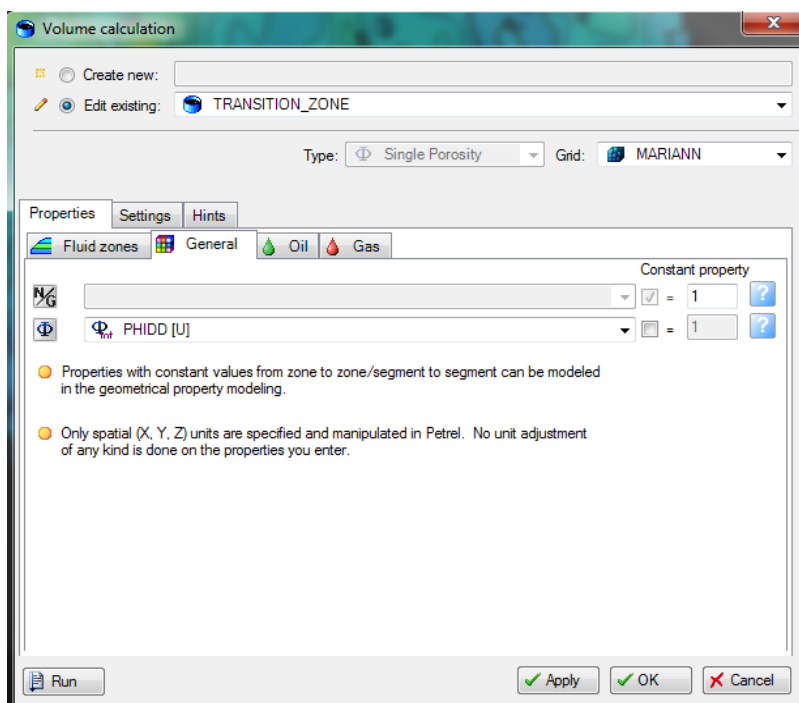 Volume calculation
Create new:
Edit existing: TRANSITION_ZONE
Type: Φ Single Porosity Grid: MARIANN
Properties Settings Hints
Fluid zones General Oil Gas
Constant property
N/G = 1 ?
Φ Φtot PHIDD [U] = 1 ?
Properties with constant values from zone to zone/segment to segment can be modeled
in the geometrical property modeling.
Only spatial (X, Y, Z) units are specified and manipulated in Petrel. No unit adjustment
of any kind is done on the properties you enter.
Run Apply OK Cancel